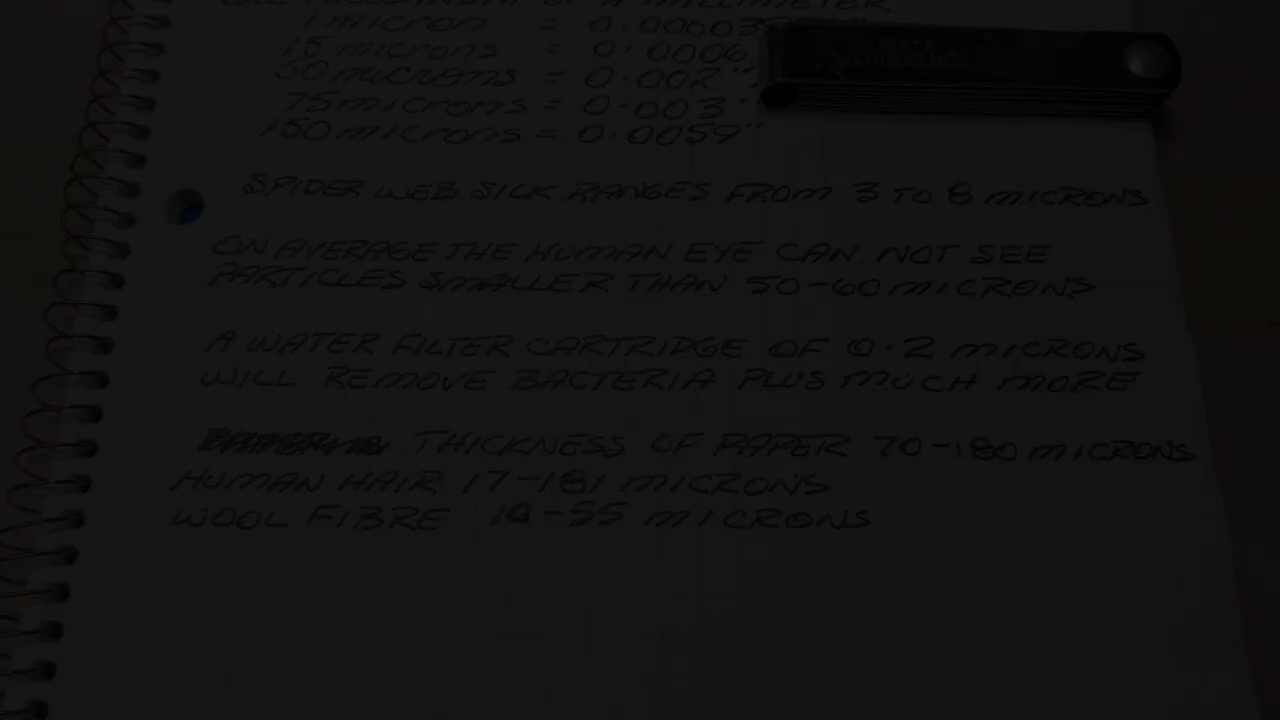 MILLIMETER
1 micron = 0.00003
15 microns = 0.0006
50 microns = 0.002"
75 microns = 0.003"
150 microns = 0.0059"
SPIDER WEB SILK RANGES FROM 3 TO 8 MICRONS
ON AVERAGE THE HUMAN EYE CAN NOT SEE
PARTICLES SMALLER THAN 50-60 MICRONS
A WATER FILTER CARTRIDGE OF 0.2 MICRONS
WILL REMOVE BACTERIA PLUS MUCH MORE
THICKNESS OF PAPER 70-180 MICRONS
HUMAN HAIR 17-181 MICRONS
WOOL FIBRE 10-55 MICRONS